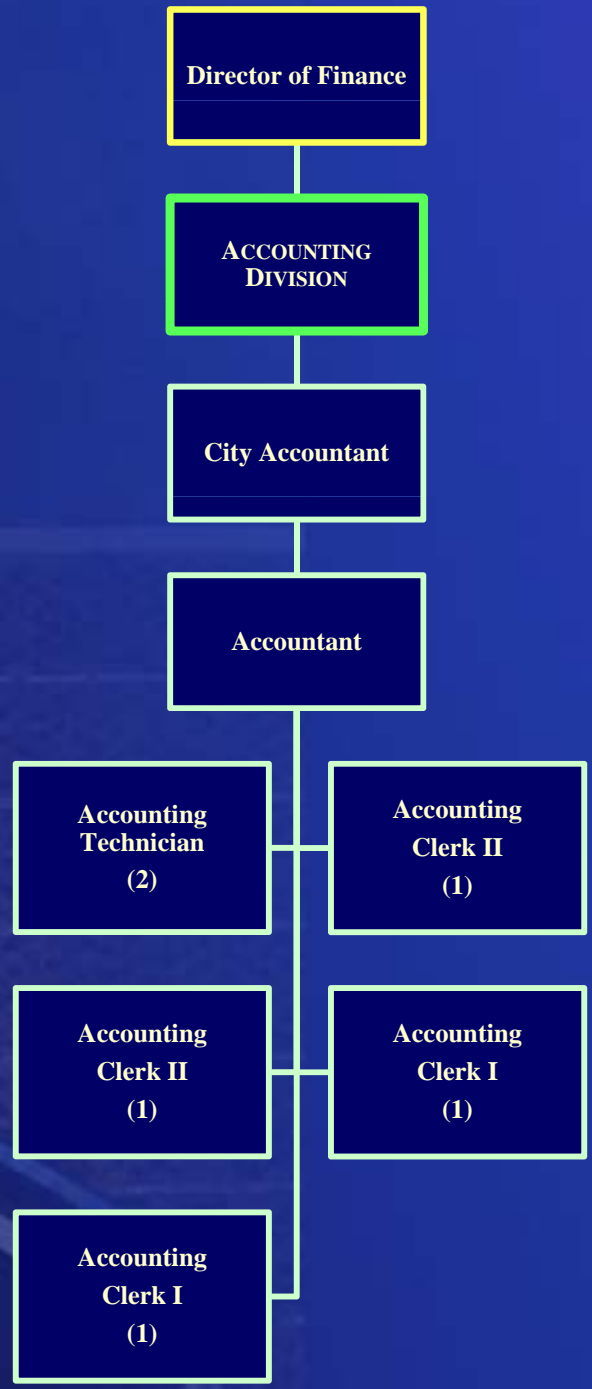 Director of Finance
ACCOUNTING
DIVISION
City Accountant
Accountant
Accounting
Technician
(2)
Accounting
Clerk II
(1)
Accounting
Clerk II
(1)
Accounting
Clerk I
(1)
Accounting
Clerk I
(1)